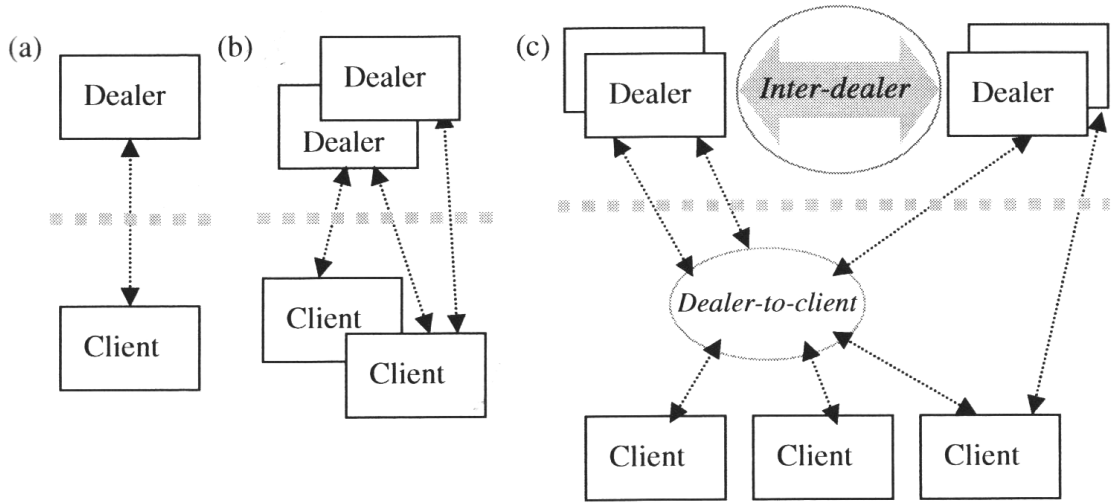 (a)
Dealer
Client
(b)
Dealer
Dealer
Client
Client
(c)
Dealer
Inter-dealer
Dealer
Dealer-to-client
Client
Client
Client